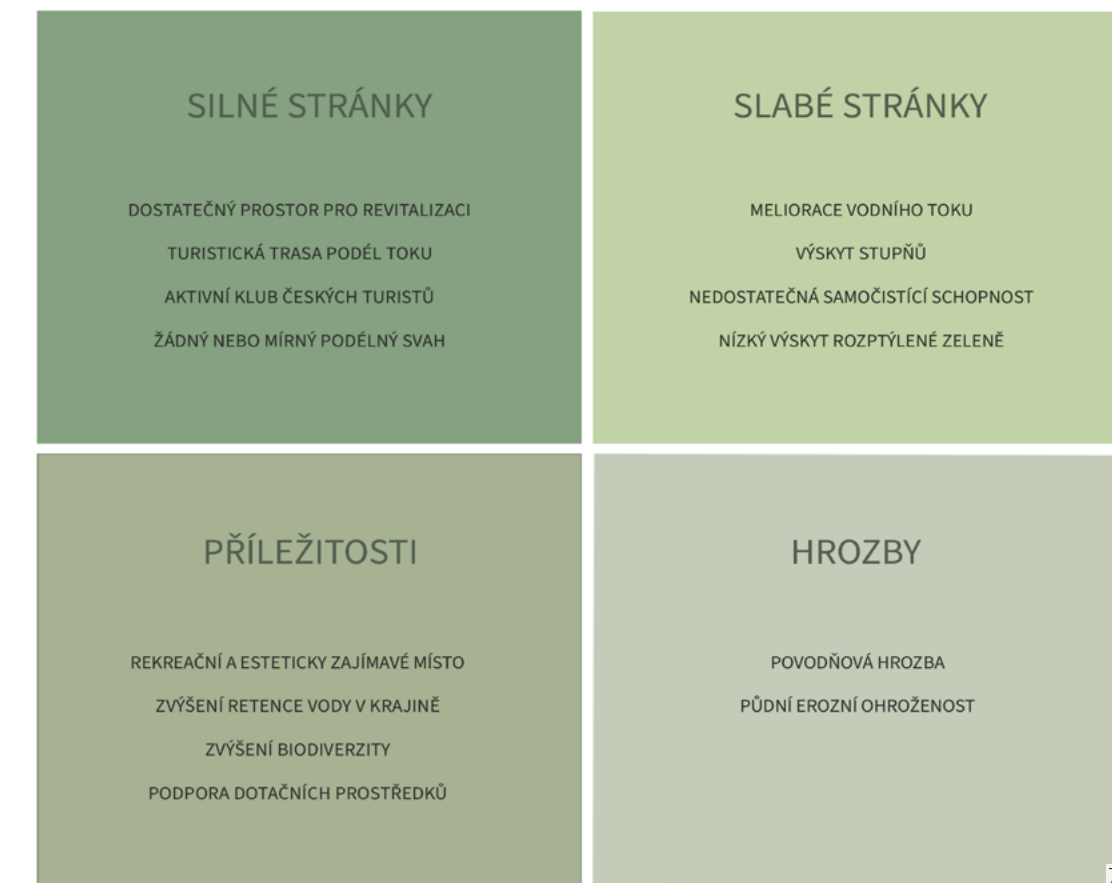 SILNÉ STRÁNKY
DOSTATEČNÝ PROSTOR PRO REVITALIZACI
TURISTICKÁ TRASA PODÉL TOKU
AKTIVNÍ KLUB ČESKÝCH TURISTŮ
ŽÁDNÝ NEBO MÍRNÝ PODÉLNÝ SVAH
SLABÉ STRÁNKY
MELIORACE VODNÍHO TOKU
VÝSKYT STUPŇŮ
NEDOSTATEČNÁ SAMOČISTÍCÍ SCHOPNOST
NÍZKÝ VÝSKYT ROZPTÝLENÉ ZELENĚ
PŘÍLEŽITOSTI
REKREAČNÍ A ESTETICKY ZAJÍMAVÉ MÍSTO
ZVÝŠENÍ RETENCE VODY V KRAJINĚ
ZVÝŠENÍ BIODIVERZITY
PODPORA DOTAČNÍCH PROSTŘEDKŮ
HROZBY
POVODŇOVÁ HROZBA
PŮDNÍ EROZNÍ OHROŽENOST